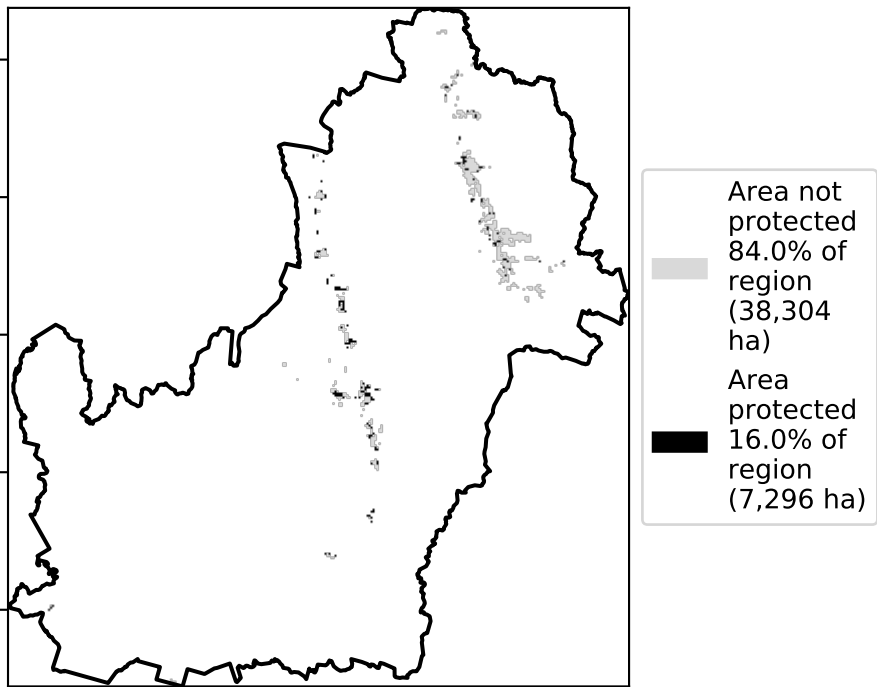 Area not
protected
84.0% of
region
(38,304
ha)
Area
protected
16.0% of
region
(7,296 ha)